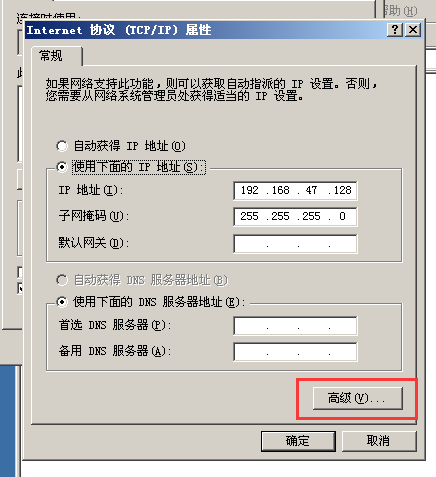 连接时使用:
帮助(H)
Internet 协议 (TCP/IP) 属性
常规
如果网络支持此功能，则可以获取自动指派的 IP 设置。否则，
您需要从网络系统管理员处获得适当的 IP 设置。
自动获得 IP 地址(O)
使用下面的 IP 地址(S):
IP 地址(I): 192 .168 . 47 .128
子网掩码(U): 255 .255 .255 . 0
默认网关(D): . . .
自动获得 DNS 服务器地址(B)
使用下面的 DNS 服务器地址(E):
首选 DNS 服务器(P): . . .
备用 DNS 服务器(A): . . .
高级(V)...
确定 取消